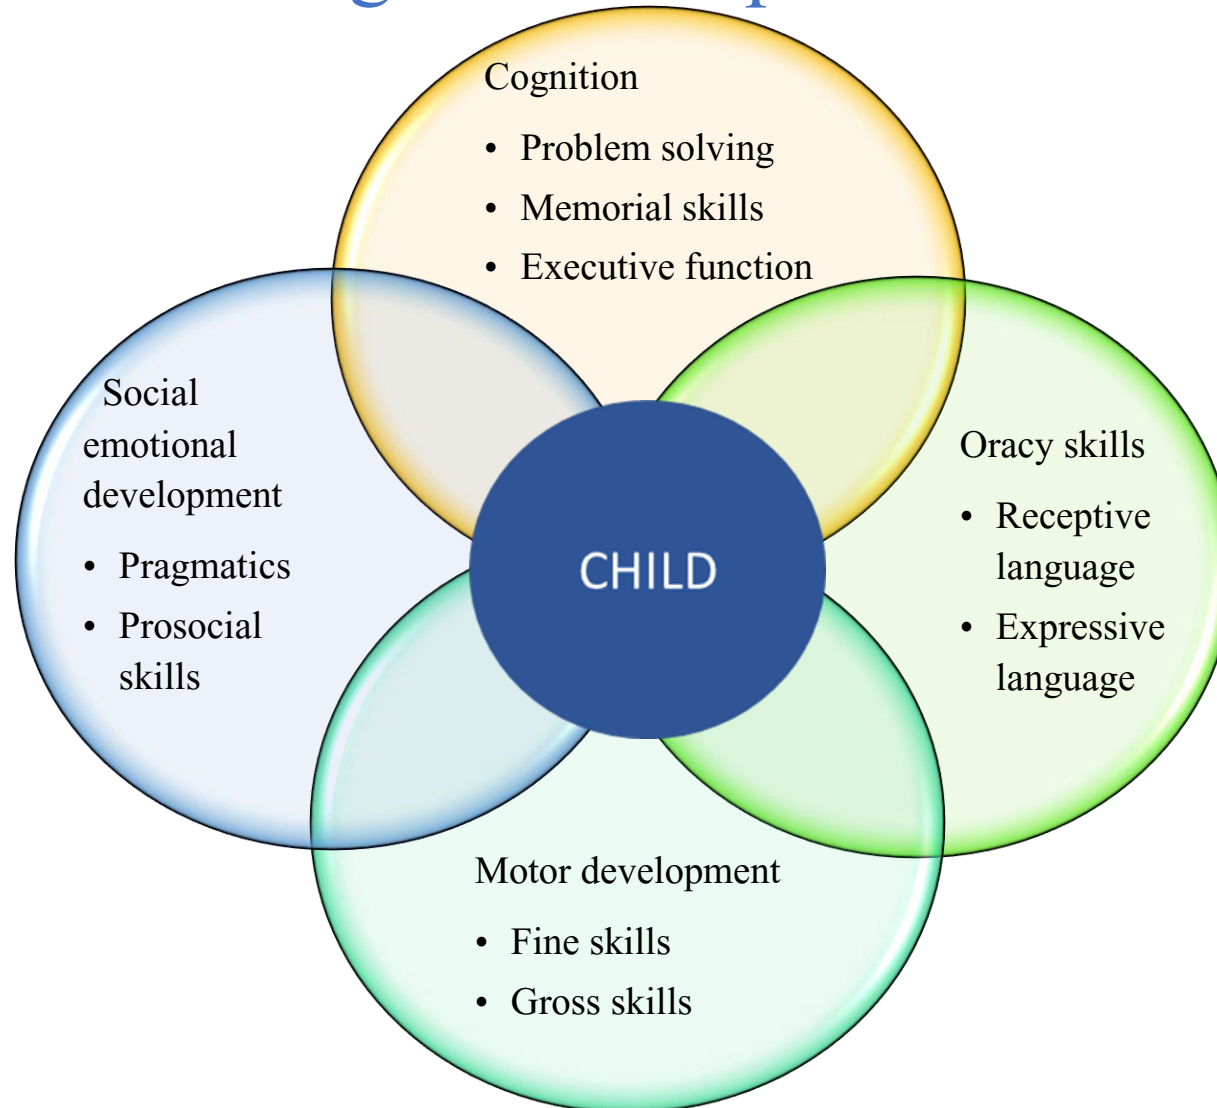 Cognition
• Problem solving
• Memorial skills
• Executive function
Social
emotional
development
• Pragmatics
• Prosocial
skills
CHILD
Oracy skills
• Receptive
language
• Expressive
language
Motor development
• Fine skills
• Gross skills